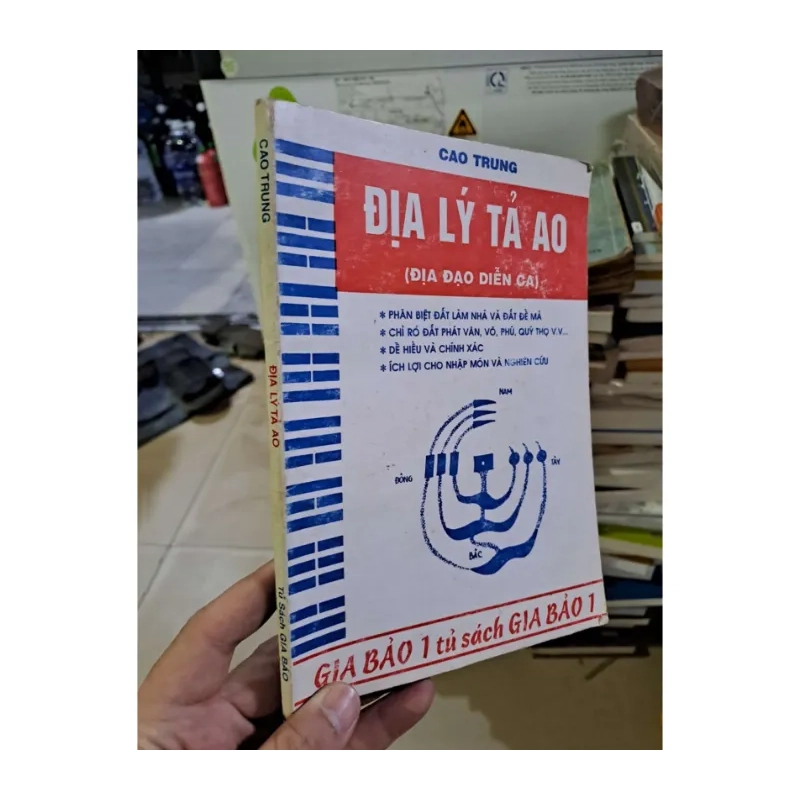 CAO TRUNG
ĐỊA LÝ TẢ AO
(ĐỊA ĐẠO DIỄN CA)
* PHÂN BIỆT ĐẤT LÀM NHÀ VÀ ĐẤT ĐỂ MẢ
* CHỈ RÕ ĐẤT PHÁT VĂN, VÕ, PHÚ, QUÝ THỌ V.V...
* DỄ HIỂU VÀ CHÍNH XÁC
* ÍCH LỢI CHO NHẬP MÔN VÀ NGHIÊN CỨU
NAM
ĐÔNG
TÂY
BẮC
GIA BẢO 1 tủ sách GIA BẢO 1
CAO TRUNG
ĐỊA LÝ TẢ AO
Tủ Sách GIA BẢO